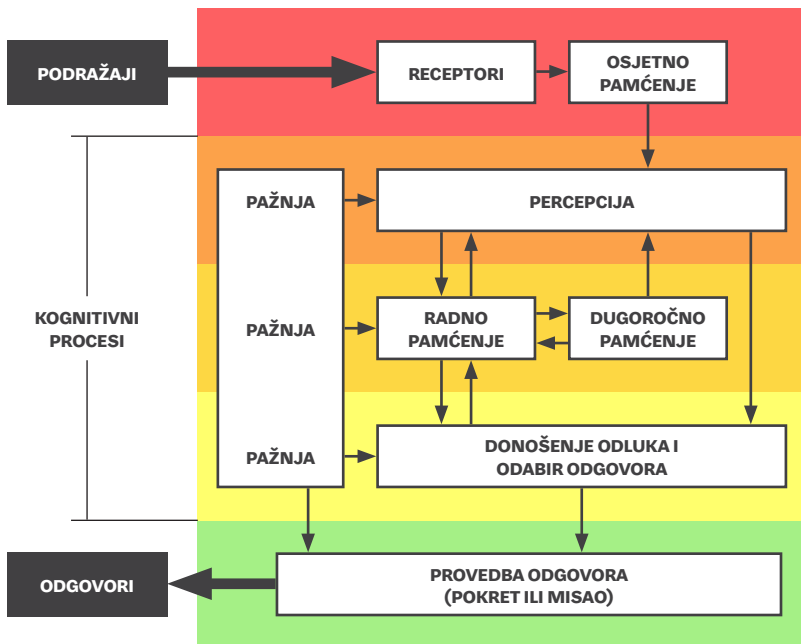 PODRAŽAJI
RECEPTORI
OSJETNO
PAMĆENJE
PAŽNJA
PERCEPCIJA
KOGNITIVNI
PROCESI
PAŽNJA
RADNO
PAMĆENJE
DUGOROČNO
PAMĆENJE
PAŽNJA
DONOŠENJE ODLUKA I
ODABIR ODGOVORA
ODGOVORI
PROVEDBA ODGOVORA
(POKRET ILI MISAO)